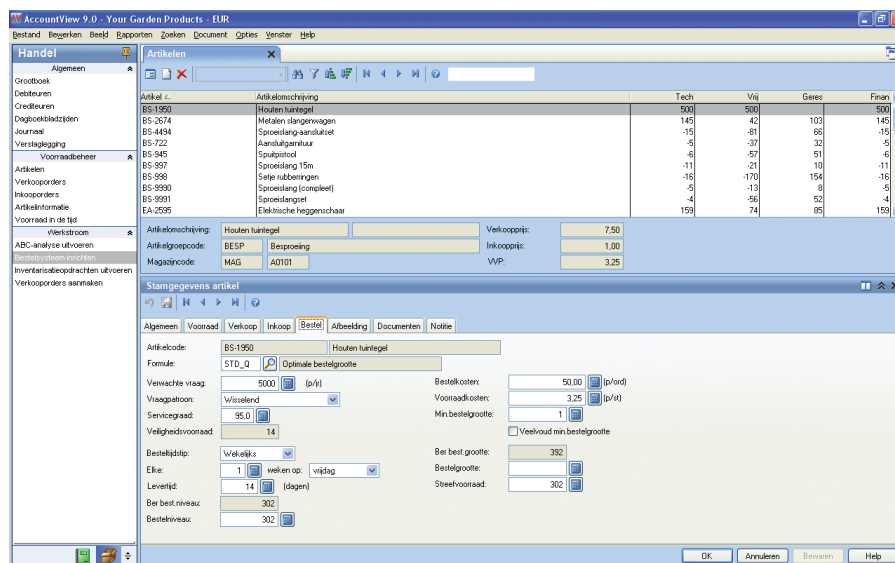 AccountView 9.0 - Your Garden Products - EUR
Bestand Bewerken Beeld Rapporten Zoeken Document Opties Venster Help
Handel
Algemeen
Grootboek
Debiteuren
Crediteuren
Dagboekbladzijden
Journaal
Verslaglegging
Voorraadbeheer
Artikelen
Verkooporders
Inkooporders
Artikelinformatie
Voorraad in de tijd
Werkstroom
ABC-analyse uitvoeren
Bestelsysteem inrichten
Inventarisatieopdrachten uitvoeren
Verkooporders aanmaken
Artikelen
Artikel Artikelomschrijving Tech Vrij Geres Finan
BS-1950 Houten tuintegel 500 500 500
BS-2674 Metalen slangenwagen 145 42 103 145
BS-4494 Sproeislang-aansluitset -15 -81 66 -15
BS-722 Aansluitgarnituur -5 -37 32 -5
BS-945 Spuitpistool -6 -57 51 -6
BS-997 Sproeislang 15m -11 -21 10 -11
BS-998 Setje rubberringen -16 -170 154 -16
BS-9990 Sproeislang (compleet) -5 -13 8 -5
BS-9991 Sproeislangset -4 -56 52 -4
EA-2595 Elektrische heggenschaar 159 74 85 159
Artikelomschrijving: Houten tuintegel Verkoopprijs: 7,50
Artikelgroepcode: BESP Besproeiing Inkoopprijs: 1,00
Magazijncode: MAG A0101 VVP: 3,25
Stamgegevens artikel
Algemeen Voorraad Verkoop Inkoop Bestel Afbeelding Documenten Notitie
Artikelcode: BS-1950 Houten tuintegel
Formule: STD_Q Optimale bestelgrootte
Verwachte vraag: 5000 (p/jr) Bestelkosten: 50,00 (p/ord)
Vraagpatroon: Wisselend Voorraadkosten: 3,25 (p/st)
Servicegraad: 95,0 Min.bestelgrootte: 1
Veiligheidsvoorraad: 14 Veelvoud min.bestelgrootte
Besteltijdstip: Wekelijks Ber best.grootte: 392
Elke: 1 weken op: vrijdag Bestelgrootte:
Levertijd: 14 (dagen) Streefvoorraad: 302
Ber best.niveau: 302
Bestelniveau: 302
OK Annuleren Bewaren Help